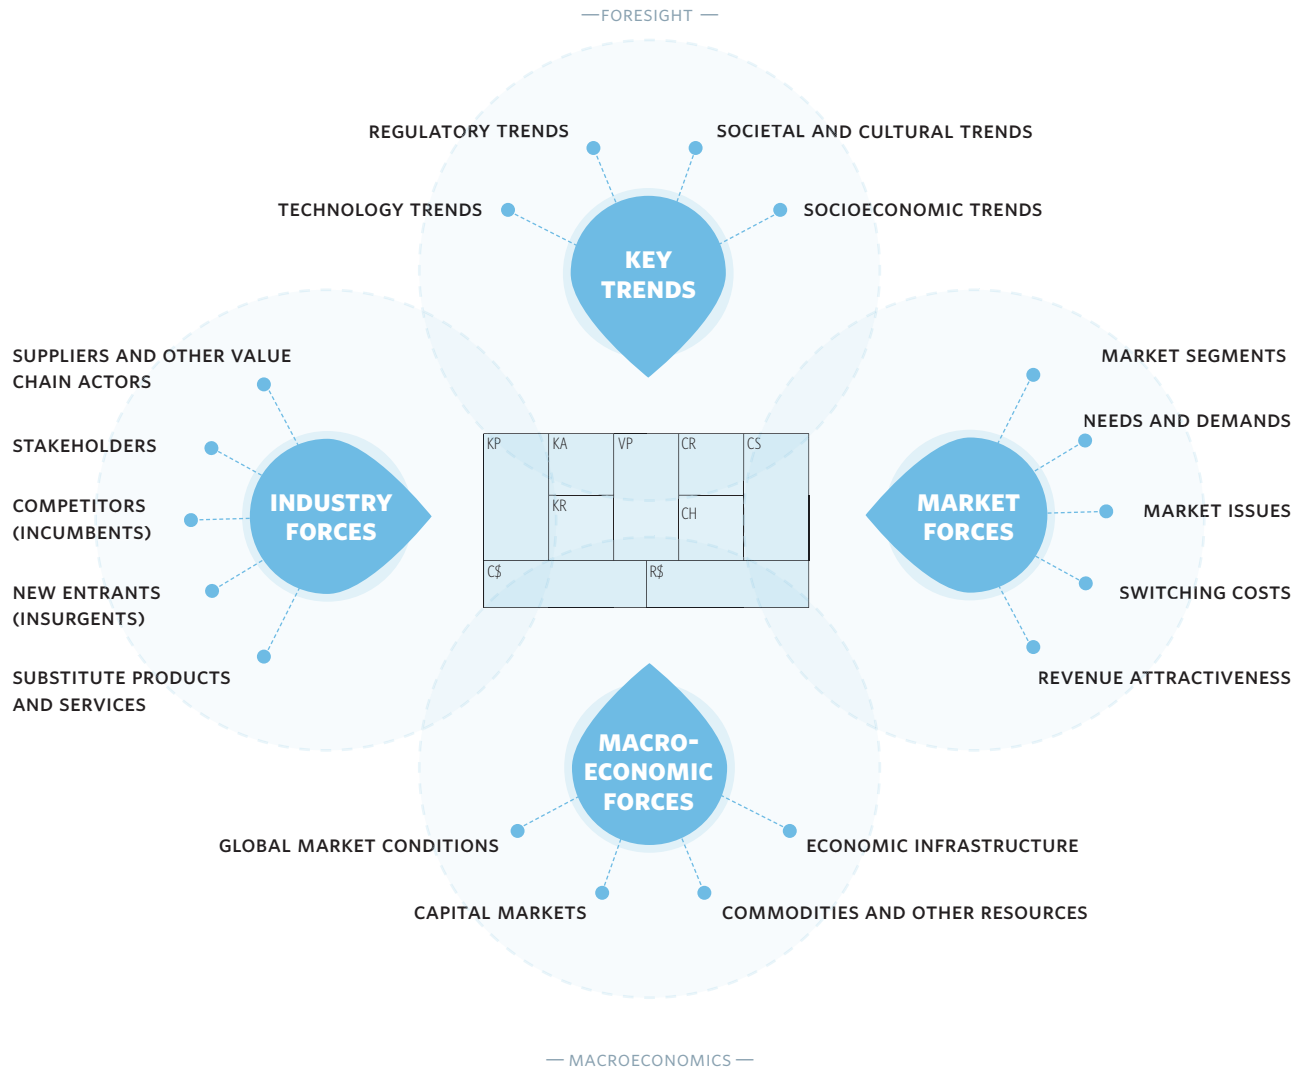 —FORESIGHT —
REGULATORY TRENDS
SOCIETAL AND CULTURAL TRENDS
TECHNOLOGY TRENDS
SOCIOECONOMIC TRENDS
KEY
TRENDS
SUPPLIERS AND OTHER VALUE
CHAIN ACTORS
STAKEHOLDERS
COMPETITORS
(INCUMBENTS)
NEW ENTRANTS
(INSURGENTS)
SUBSTITUTE PRODUCTS
AND SERVICES
INDUSTRY
FORCES
KP
KA
VP
CR
CS
KR
CH
C$
R$
MARKET
FORCES
MARKET SEGMENTS
NEEDS AND DEMANDS
MARKET ISSUES
SWITCHING COSTS
REVENUE ATTRACTIVENESS
MACRO-
ECONOMIC
FORCES
GLOBAL MARKET CONDITIONS
ECONOMIC INFRASTRUCTURE
CAPITAL MARKETS
COMMODITIES AND OTHER RESOURCES
— MACROECONOMICS —